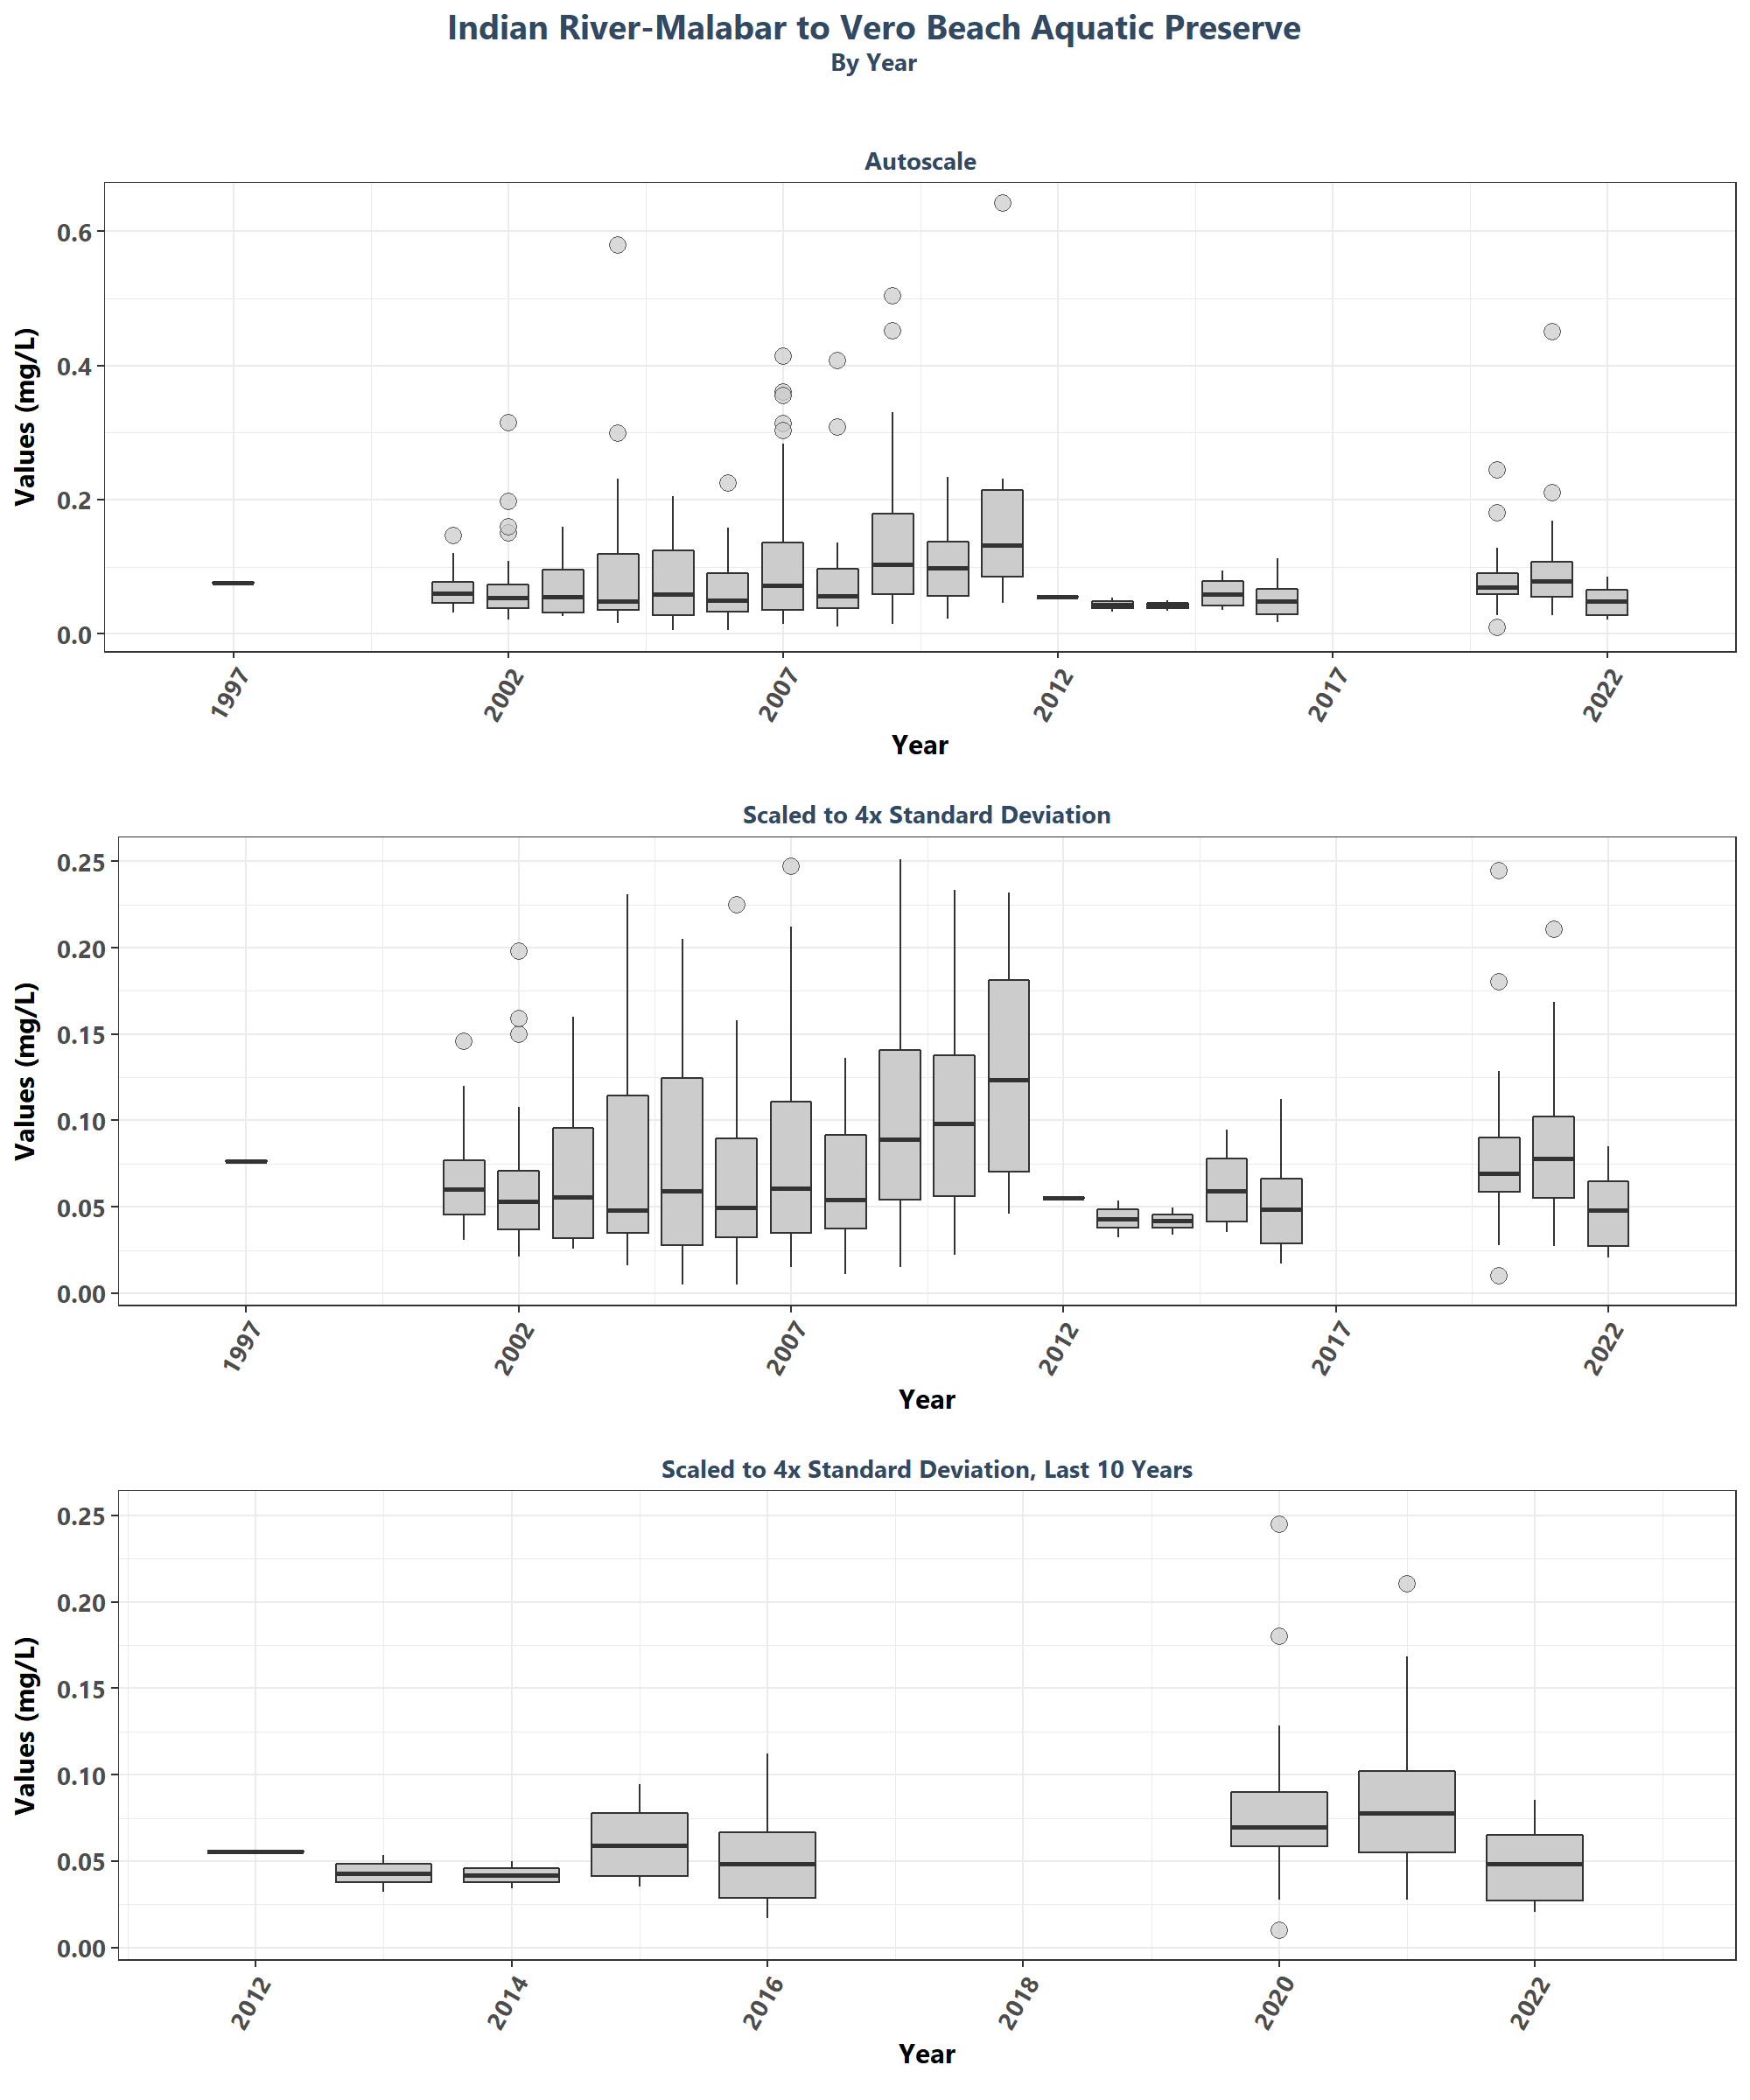 Indian River-Malabar to Vero Beach Aquatic Preserve
By Year
Autoscale
Values (mg/L)
0.6
0.4
0.2
0.0
1997 2002 2007 2012 2017 2022
Year
Scaled to 4x Standard Deviation
Values (mg/L)
0.25
0.20
0.15
0.10
0.05
0.00
1997 2002 2007 2012 2017 2022
Year
Scaled to 4x Standard Deviation, Last 10 Years
Values (mg/L)
0.25
0.20
0.15
0.10
0.05
0.00
2012 2014 2016 2018 2020 2022
Year